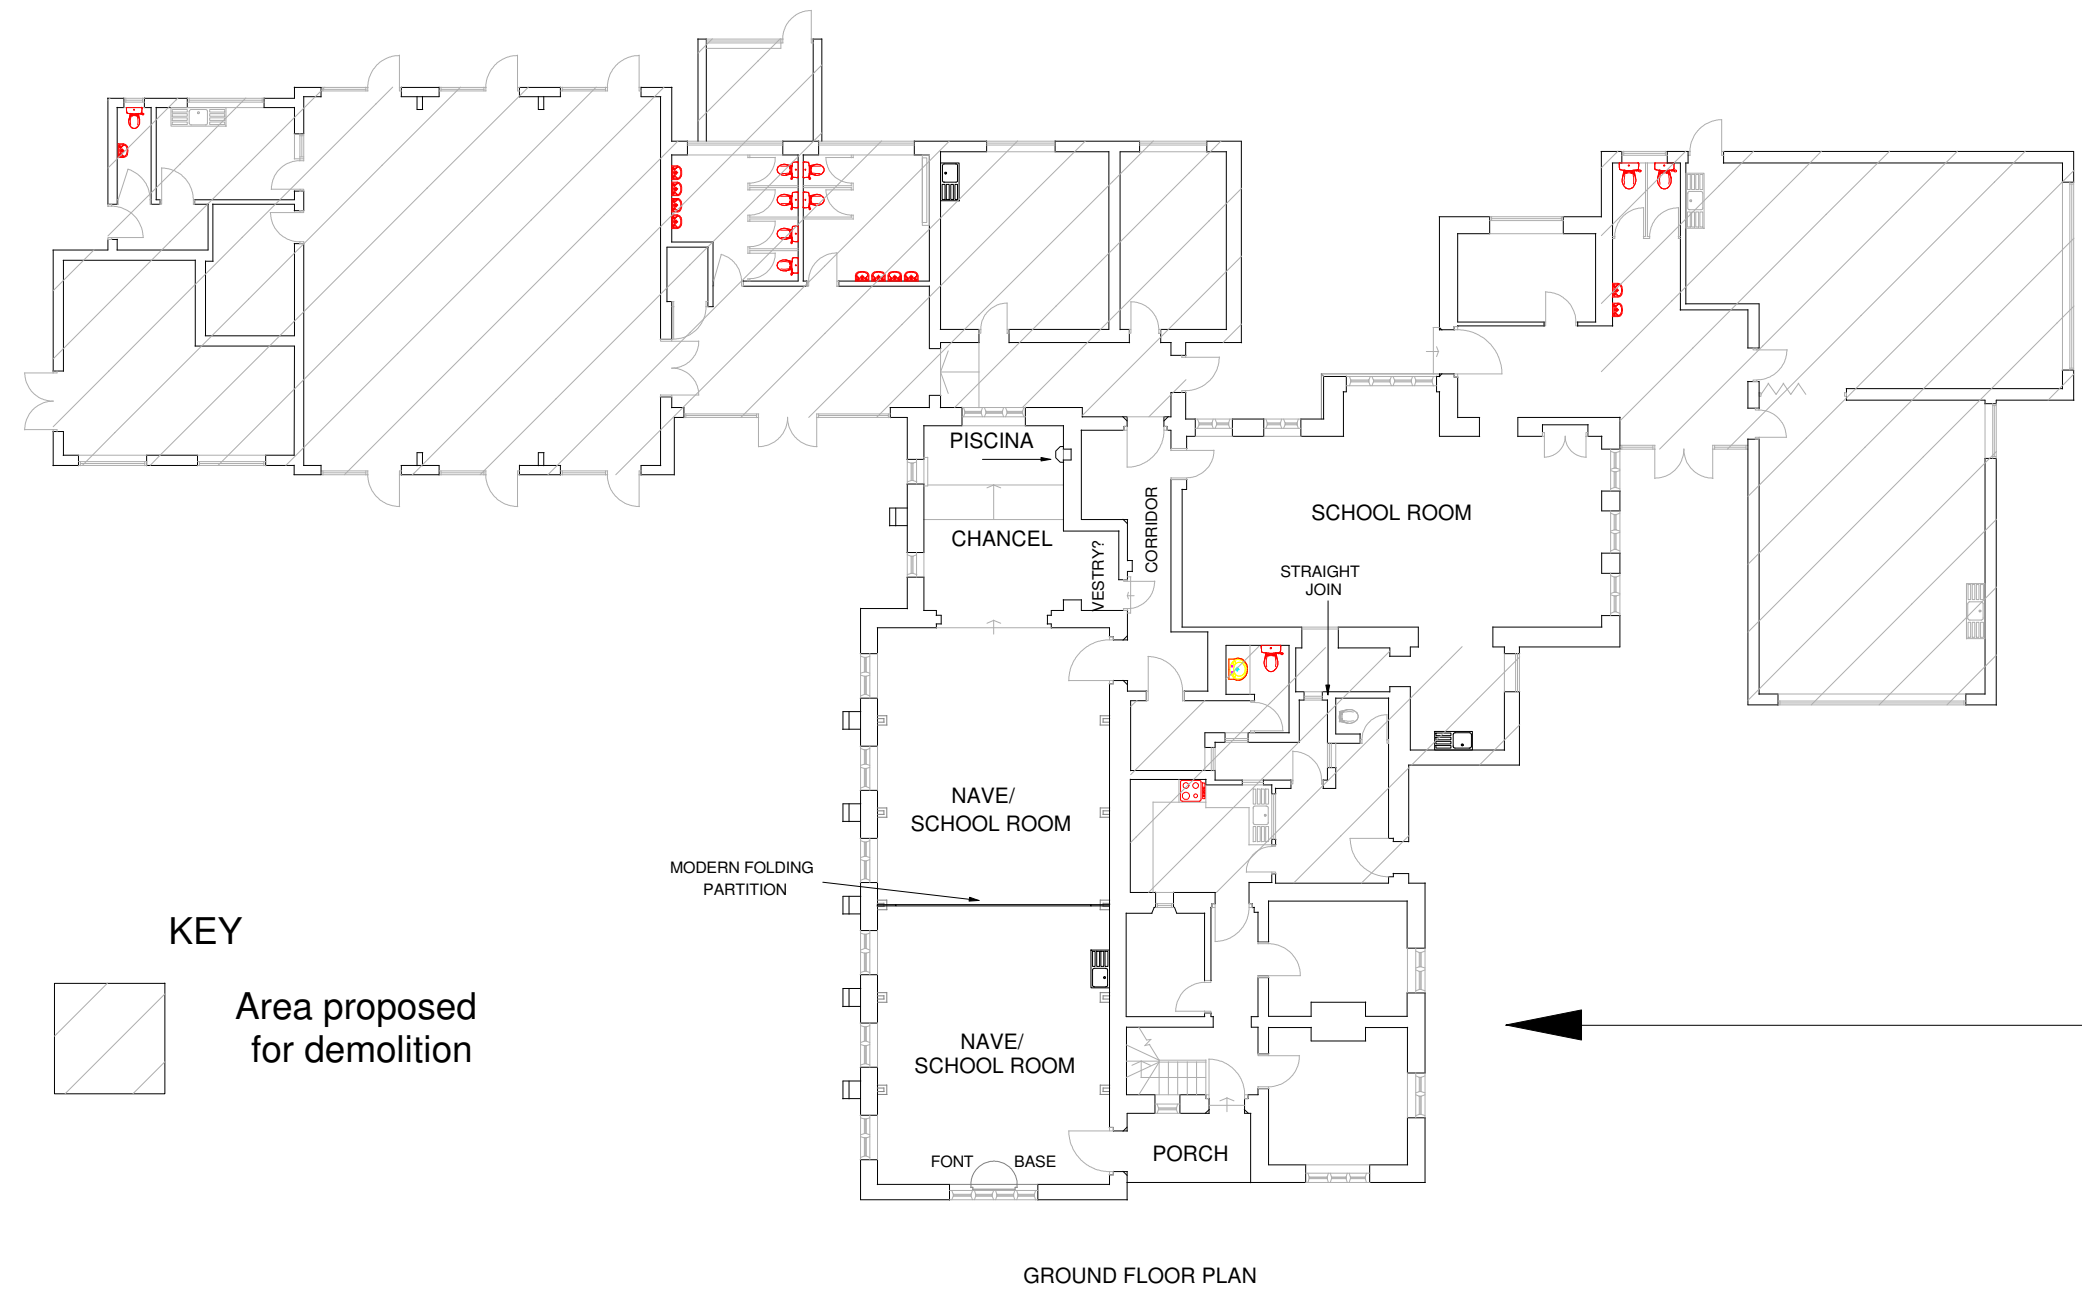 PISCINA
CHANCEL
VESTRY?
CORRIDOR
SCHOOL ROOM
STRAIGHT
JOIN
NAVE/
SCHOOL ROOM
MODERN FOLDING
PARTITION
KEY
Area proposed
for demolition
NAVE/
SCHOOL ROOM
FONT BASE
PORCH
GROUND FLOOR PLAN